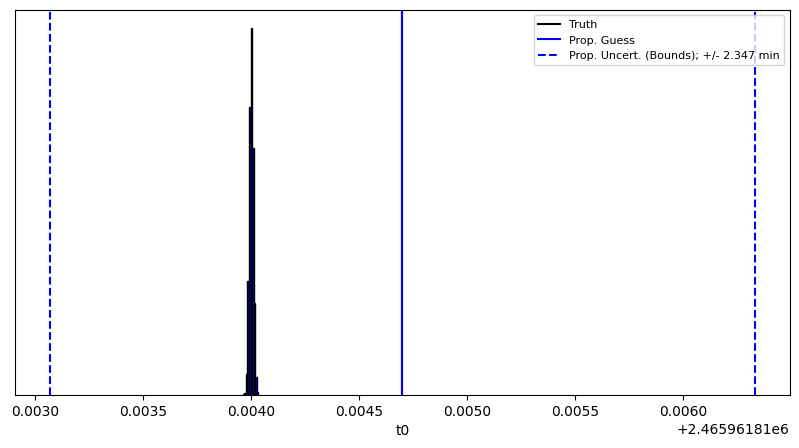 Truth
Prop. Guess
Prop. Uncert. (Bounds); +/- 2.347 min
0.0030 0.0035 0.0040 0.0045 0.0050 0.0055 0.0060
t0
+2.46596181e6